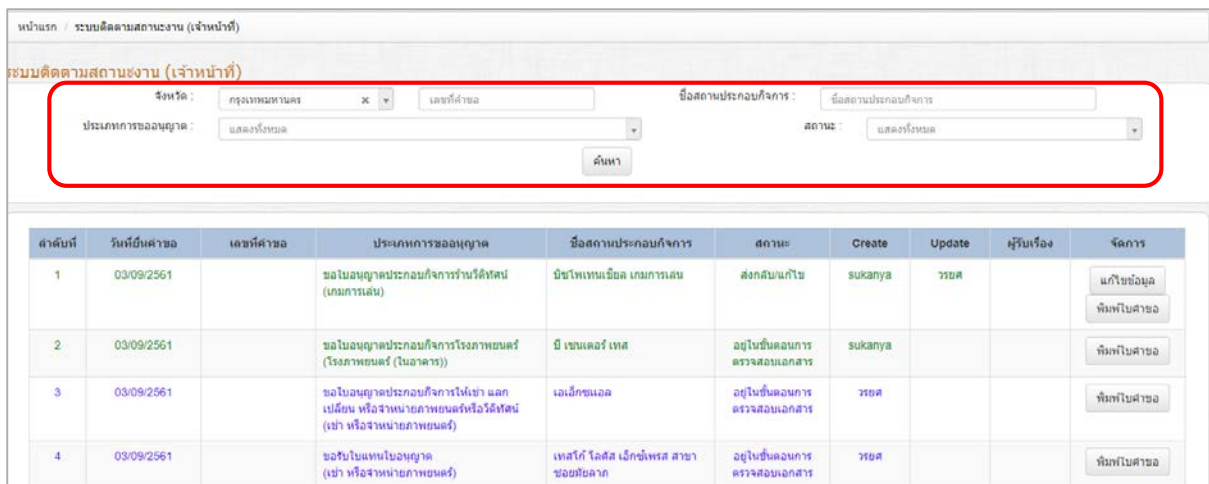 หน้าแรก / ระบบติดตามสถานะงาน (เจ้าหน้าที่)
ระบบติดตามสถานะงาน (เจ้าหน้าที่)
จังหวัด : กรุงเทพมหานคร × เลขที่คำขอ ชื่อสถานประกอบกิจการ : ชื่อสถานประกอบกิจการ
ประเภทการขออนุญาต : แสดงทั้งหมด สถานะ : แสดงทั้งหมด
ค้นหา
ลำดับที่ วันที่ยื่นคำขอ เลขที่คำขอ ประเภทการขออนุญาต ชื่อสถานประกอบกิจการ สถานะ Create Update ผู้รับเรื่อง จัดการ
1 03/09/2561 ขอใบอนุญาตประกอบกิจการร้านวีดิทัศน์ มิชโพเทนเชียล เกมการเล่น ส่งกลับ/แก้ไข sukanya วรยศ แก้ไขข้อมูล
(เกมการเล่น) พิมพ์ใบคำขอ
2 03/09/2561 ขอใบอนุญาตประกอบกิจการโรงภาพยนตร์ บี เซนเตอร์ เทส อยู่ในขั้นตอนการ sukanya พิมพ์ใบคำขอ
(โรงภาพยนตร์ (ในอาคาร)) ตรวจสอบเอกสาร
3 03/09/2561 ขอใบอนุญาตประกอบกิจการให้เช่า แลก เอเอ็กซแอล อยู่ในขั้นตอนการ วรยศ พิมพ์ใบคำขอ
เปลี่ยน หรือจำหน่ายภาพยนตร์หรือวีดิทัศน์ ตรวจสอบเอกสาร
(เช่า หรือจำหน่ายภาพยนตร์)
4 03/09/2561 ขอรับใบแทนใบอนุญาต เทสโก้ โลตัส เอ็กซ์เพรส สาขา อยู่ในขั้นตอนการ วรยศ พิมพ์ใบคำขอ
(เช่า หรือจำหน่ายภาพยนตร์) ซอยมัยลาภ ตรวจสอบเอกสาร